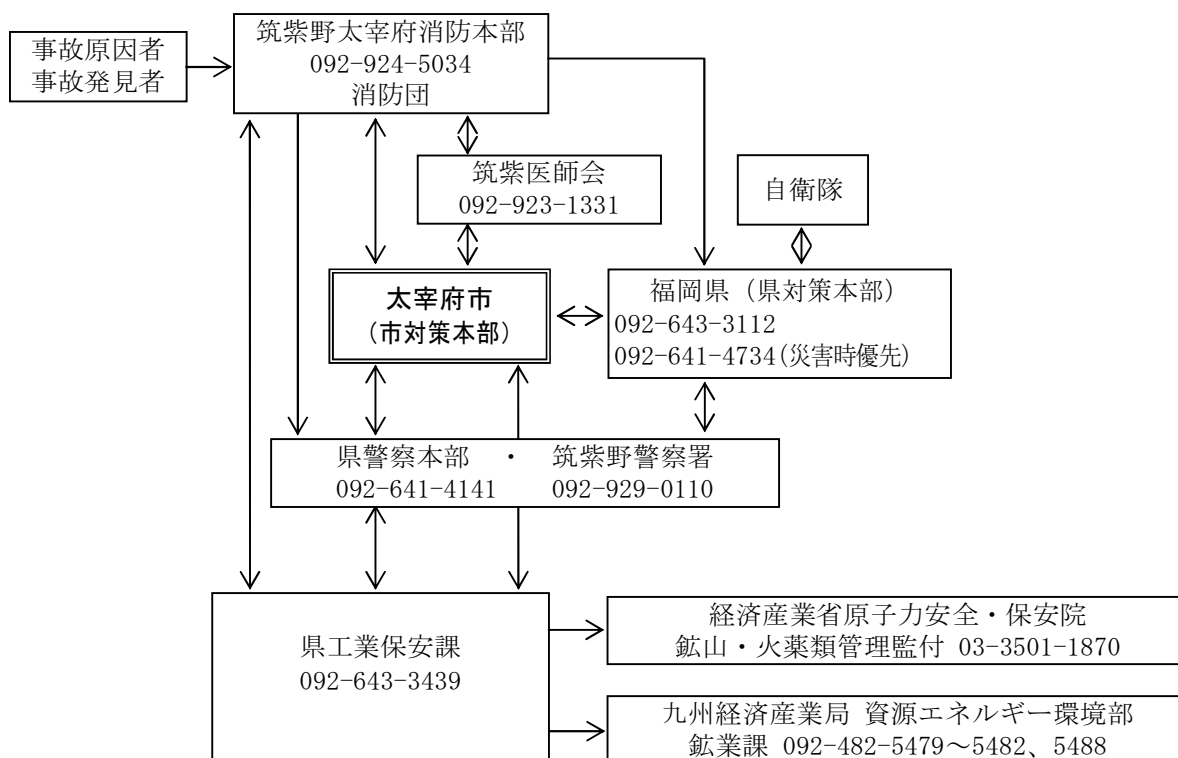 事故原因者
事故発見者
筑紫野太宰府消防本部
092-924-5034
消防団
筑紫医師会
092-923-1331
自衛隊
太宰府市
(市対策本部)
福岡県（県対策本部）
092-643-3112
092-641-4734(災害時優先)
県警察本部　・　筑紫野警察署
092-641-4141　092-929-0110
県工業保安課
092-643-3439
経済産業省原子力安全・保安院
鉱山・火薬類管理監付 03-3501-1870
九州経済産業局 資源エネルギー環境部
鉱業課 092-482-5479～5482、5488